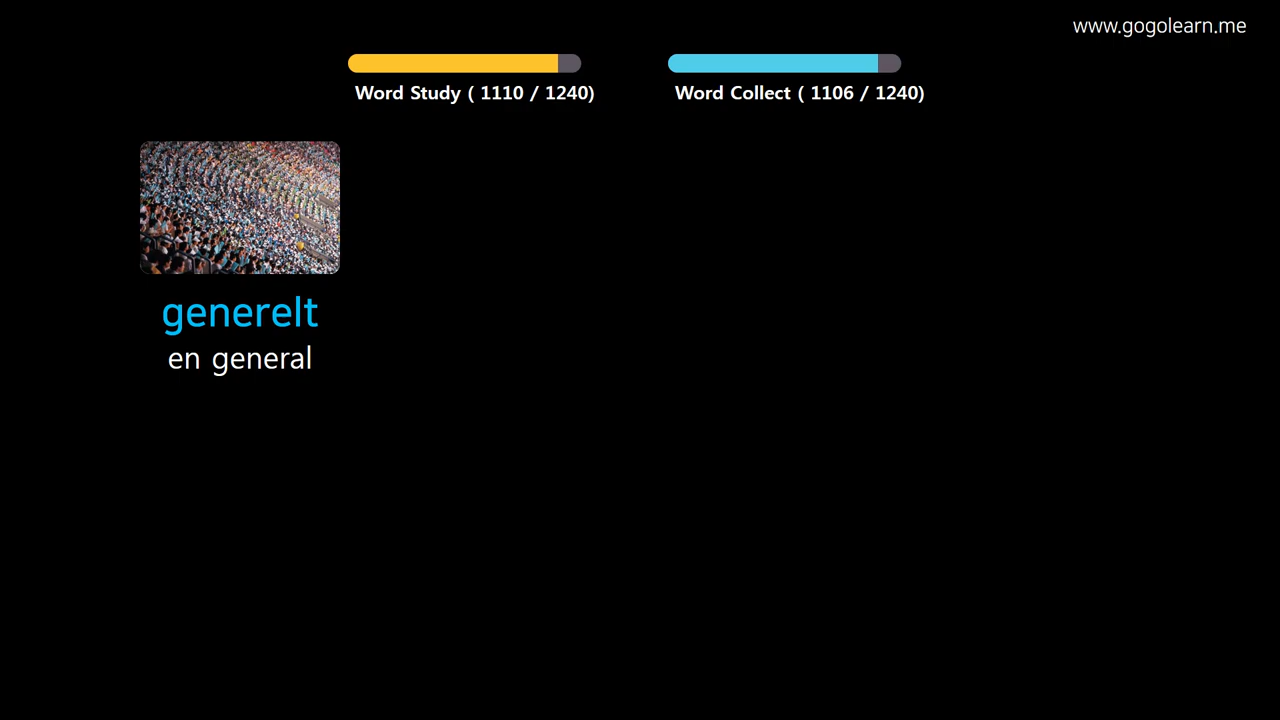 www.gogolearn.me
Word Study ( 1110 / 1240)
Word Collect ( 1106 / 1240)
generelt
en general